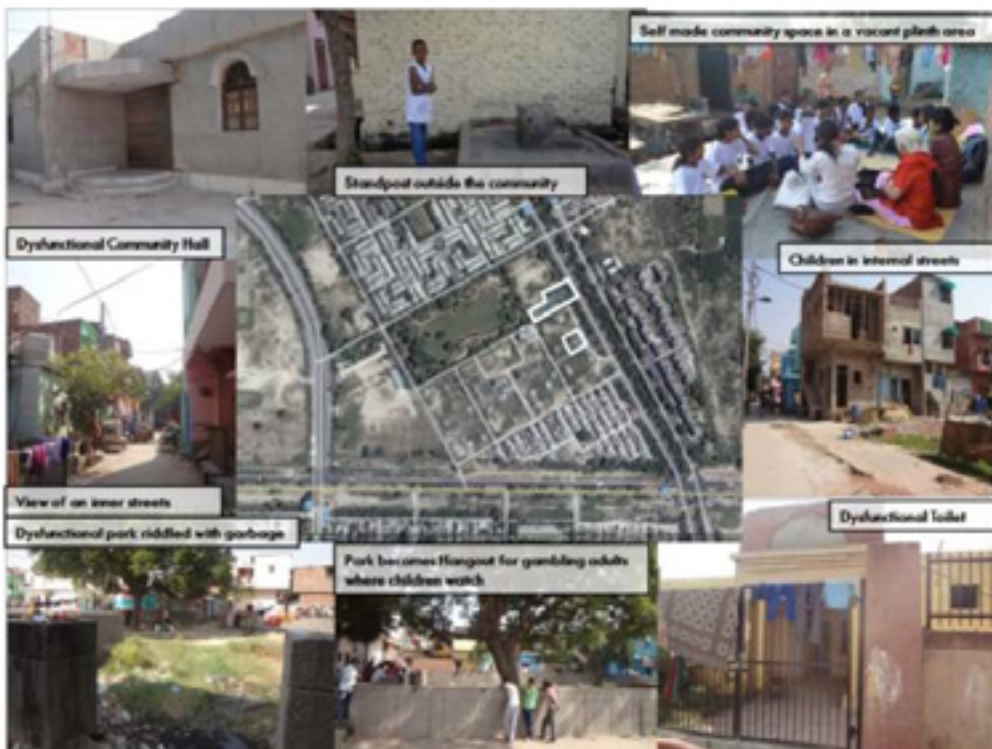 Self made community space in a vacant plinth area
Standpost outside the community
Dysfunctional Community Hall
Children in internal streets
View of an inner streets
Dysfunctional park riddled with garbage
Park becomes Hangout for gambling adults
where children watch
Dysfunctional Toilet